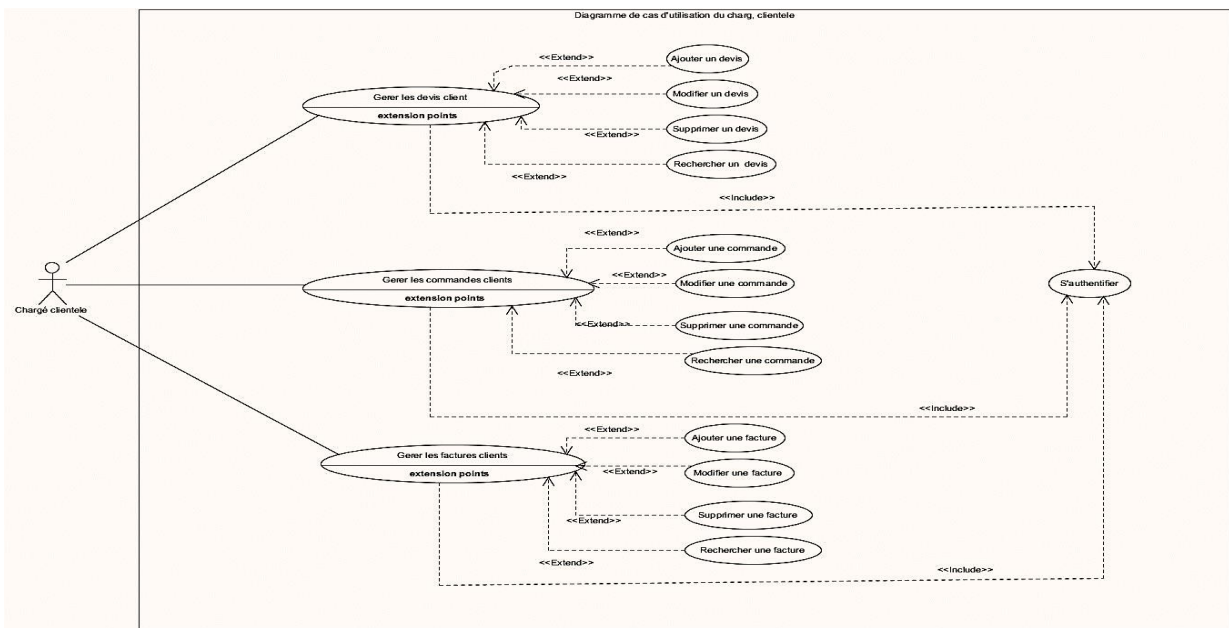 Diagramme de cas d'utilisation du charg, clientele
<<Extend>>
Ajouter un devis
<<Extend>>
Modifier un devis
Gerer les devis client
extension points
Supprimer un devis
<<Extend>>
Rechercher un devis
<<Extend>>
<<Include>>
<<Extend>>
Ajouter une commande
<<Extend>>
Modifier une commande
Gerer les commandes clients
extension points
S'authentifier
Chargé clientele
<<Extend>>
Supprimer une commande
Rechercher une commande
<<Extend>>
<<Include>>
<<Extend>>
Ajouter une facture
Gerer les factures clients
extension points
<<Extend>>
Modifier une facture
<<Extend>>
Supprimer une facture
Rechercher une facture
<<Extend>>
<<Include>>